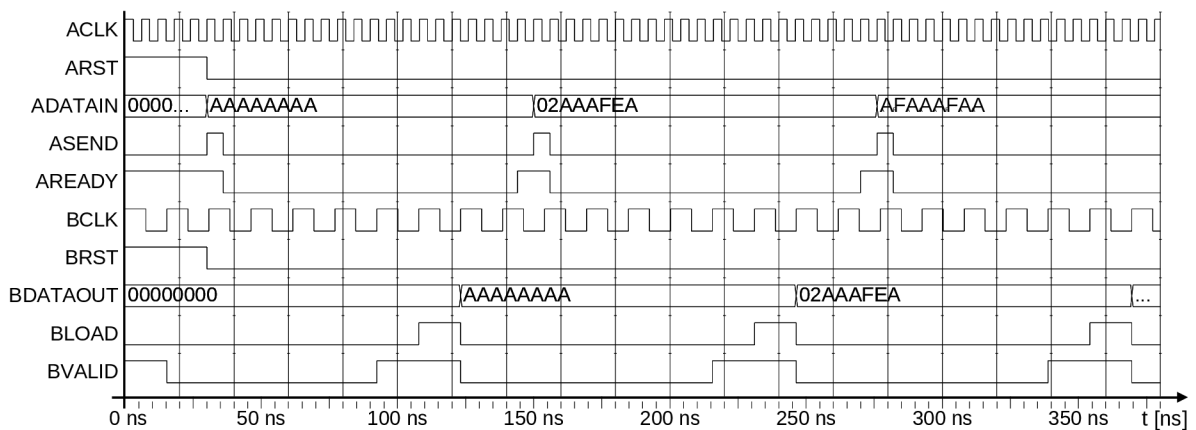 ACLK
ARST
ADATAIN 0000... AAAAAAAA 02AAAFEA AFAAAFAA
ASEND
AREADY
BCLK
BRST
BDATAOUT 00000000 AAAAAAAA 02AAAFEA ...
BLOAD
BVALID
0 ns 50 ns 100 ns 150 ns 200 ns 250 ns 300 ns 350 ns t [ns]